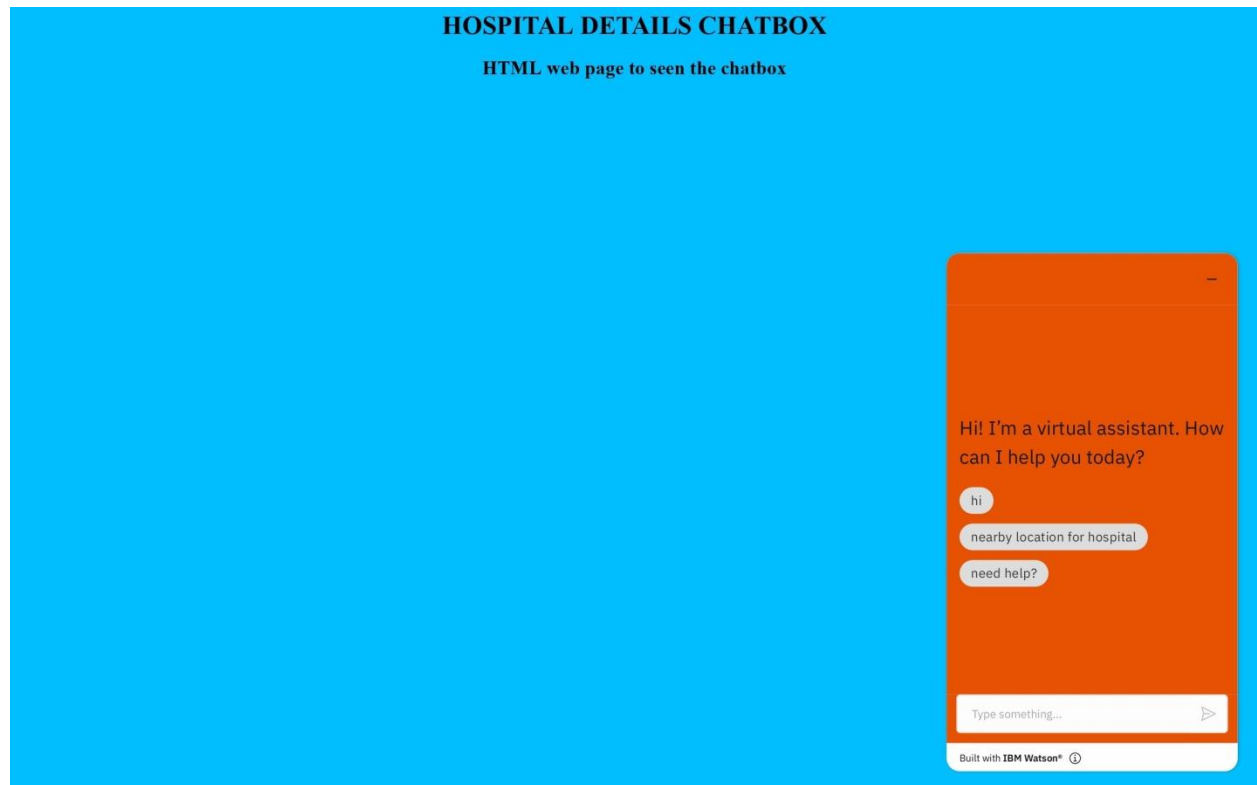 HOSPITAL DETAILS CHATBOX
HTML web page to seen the chatbox
Hi! I'm a virtual assistant. How
can I help you today?
hi
nearby location for hospital
need help?
Type something...
Built with IBM Watson®